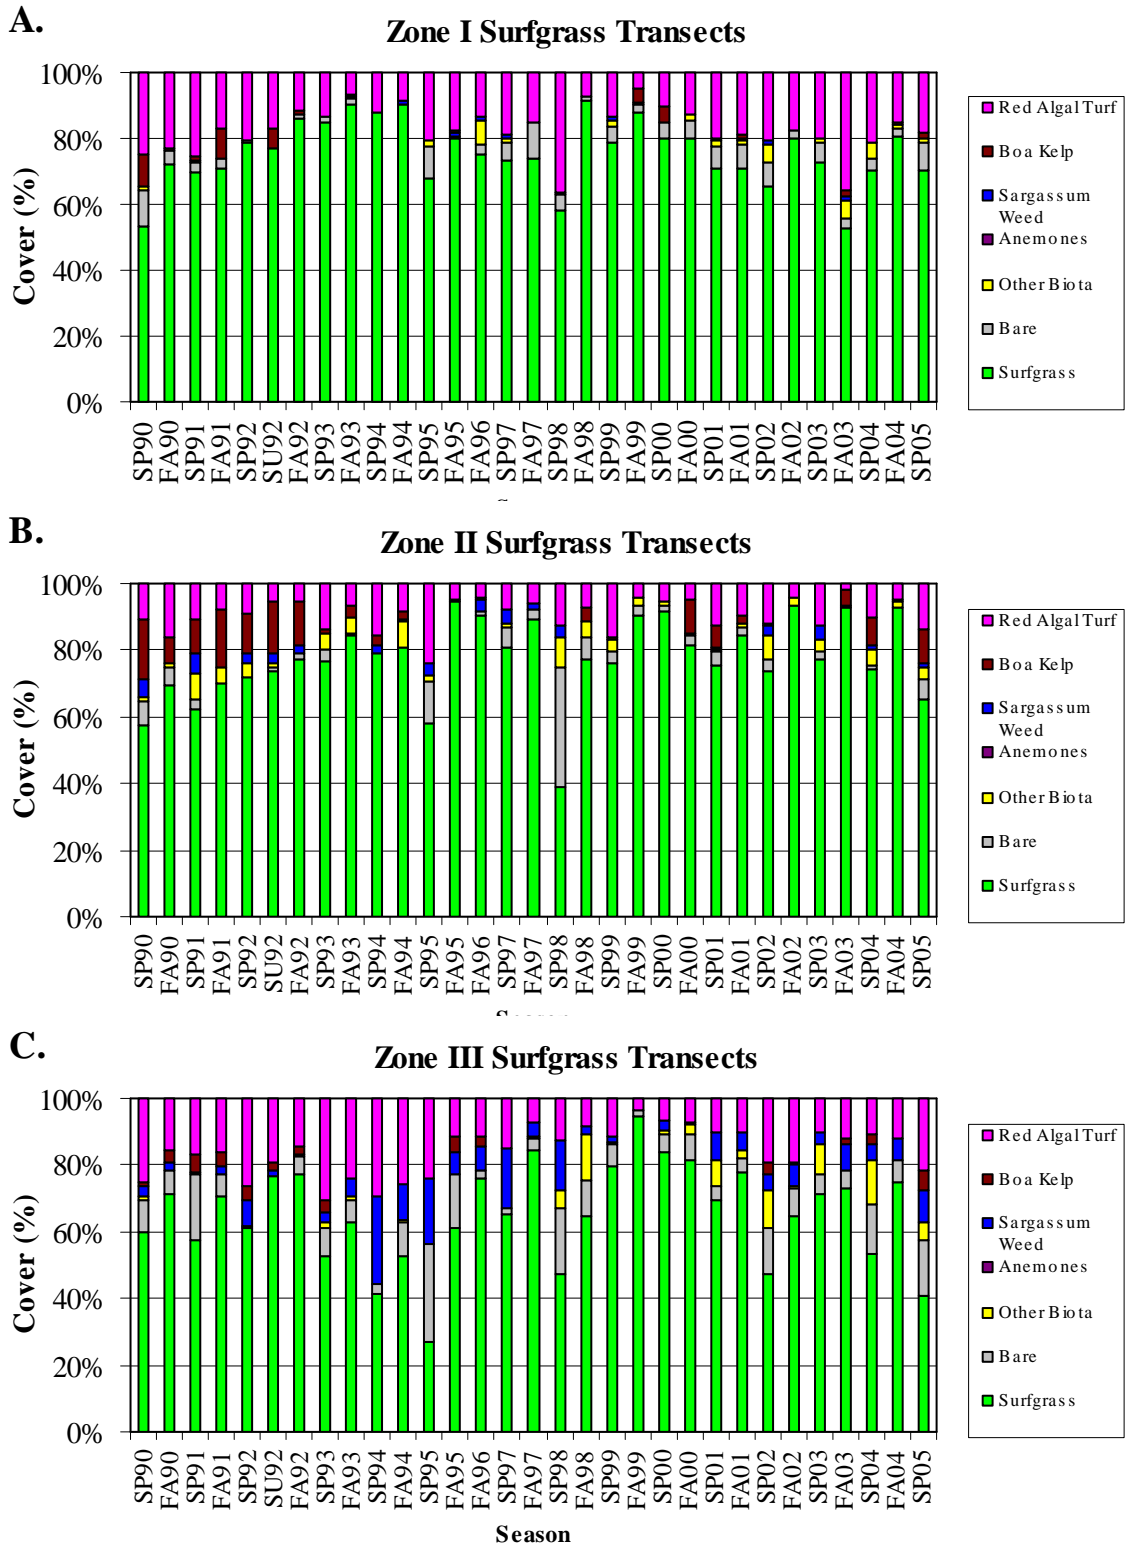 A.
Zone I Surfgrass Transects
Cover (%)
100%
80%
60%
40%
20%
0%
SP90
FA90
SP91
FA91
SP92
SU92
FA92
SP93
FA93
SP94
FA94
SP95
FA95
FA96
SP97
FA97
SP98
FA98
SP99
FA99
SP00
FA00
SP01
FA01
SP02
FA02
SP03
FA03
SP04
FA04
SP05
Red Algal Turf
Boa Kelp
Sargassum
Weed
Anemones
Other Biota
Bare
Surfgrass
B.
Zone II Surfgrass Transects
Cover (%)
100%
80%
60%
40%
20%
0%
SP90
FA90
SP91
FA91
SP92
SU92
FA92
SP93
FA93
SP94
FA94
SP95
FA95
FA96
SP97
FA97
SP98
FA98
SP99
FA99
SP00
FA00
SP01
FA01
SP02
FA02
SP03
FA03
SP04
FA04
SP05
Red Algal Turf
Boa Kelp
Sargassum
Weed
Anemones
Other Biota
Bare
Surfgrass
C.
Zone III Surfgrass Transects
Cover (%)
100%
80%
60%
40%
20%
0%
SP90
FA90
SP91
FA91
SP92
SU92
FA92
SP93
FA93
SP94
FA94
SP95
FA95
FA96
SP97
FA97
SP98
FA98
SP99
FA99
SP00
FA00
SP01
FA01
SP02
FA02
SP03
FA03
SP04
FA04
SP05
Season
Red Algal Turf
Boa Kelp
Sargassum
Weed
Anemones
Other Biota
Bare
Surfgrass